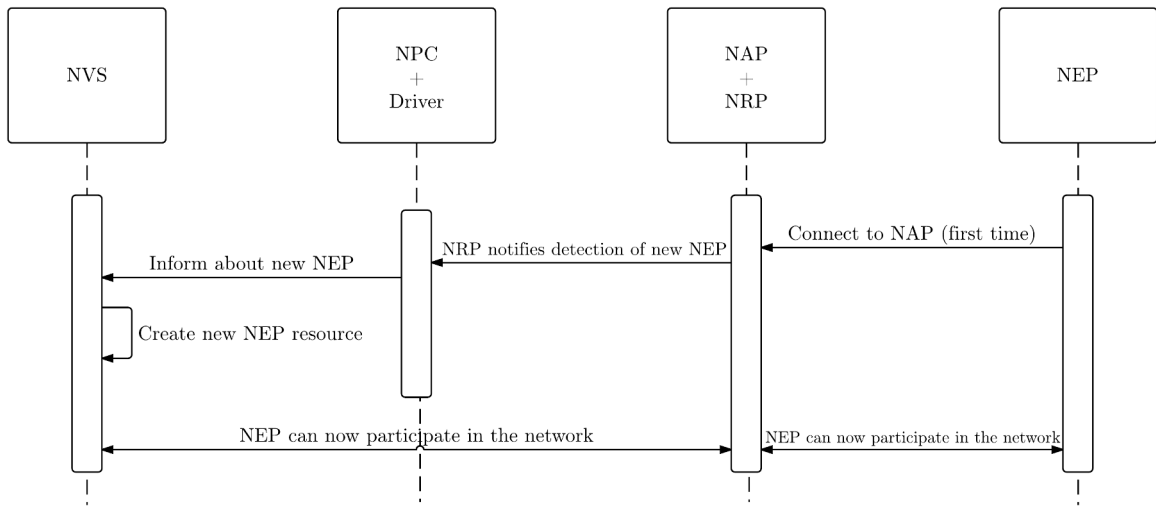 NVS
NPC
+
Driver
NAP
+
NRP
NEP
Connect to NAP (first time)
NRP notifies detection of new NEP
Inform about new NEP
Create new NEP resource
NEP can now participate in the network
NEP can now participate in the network